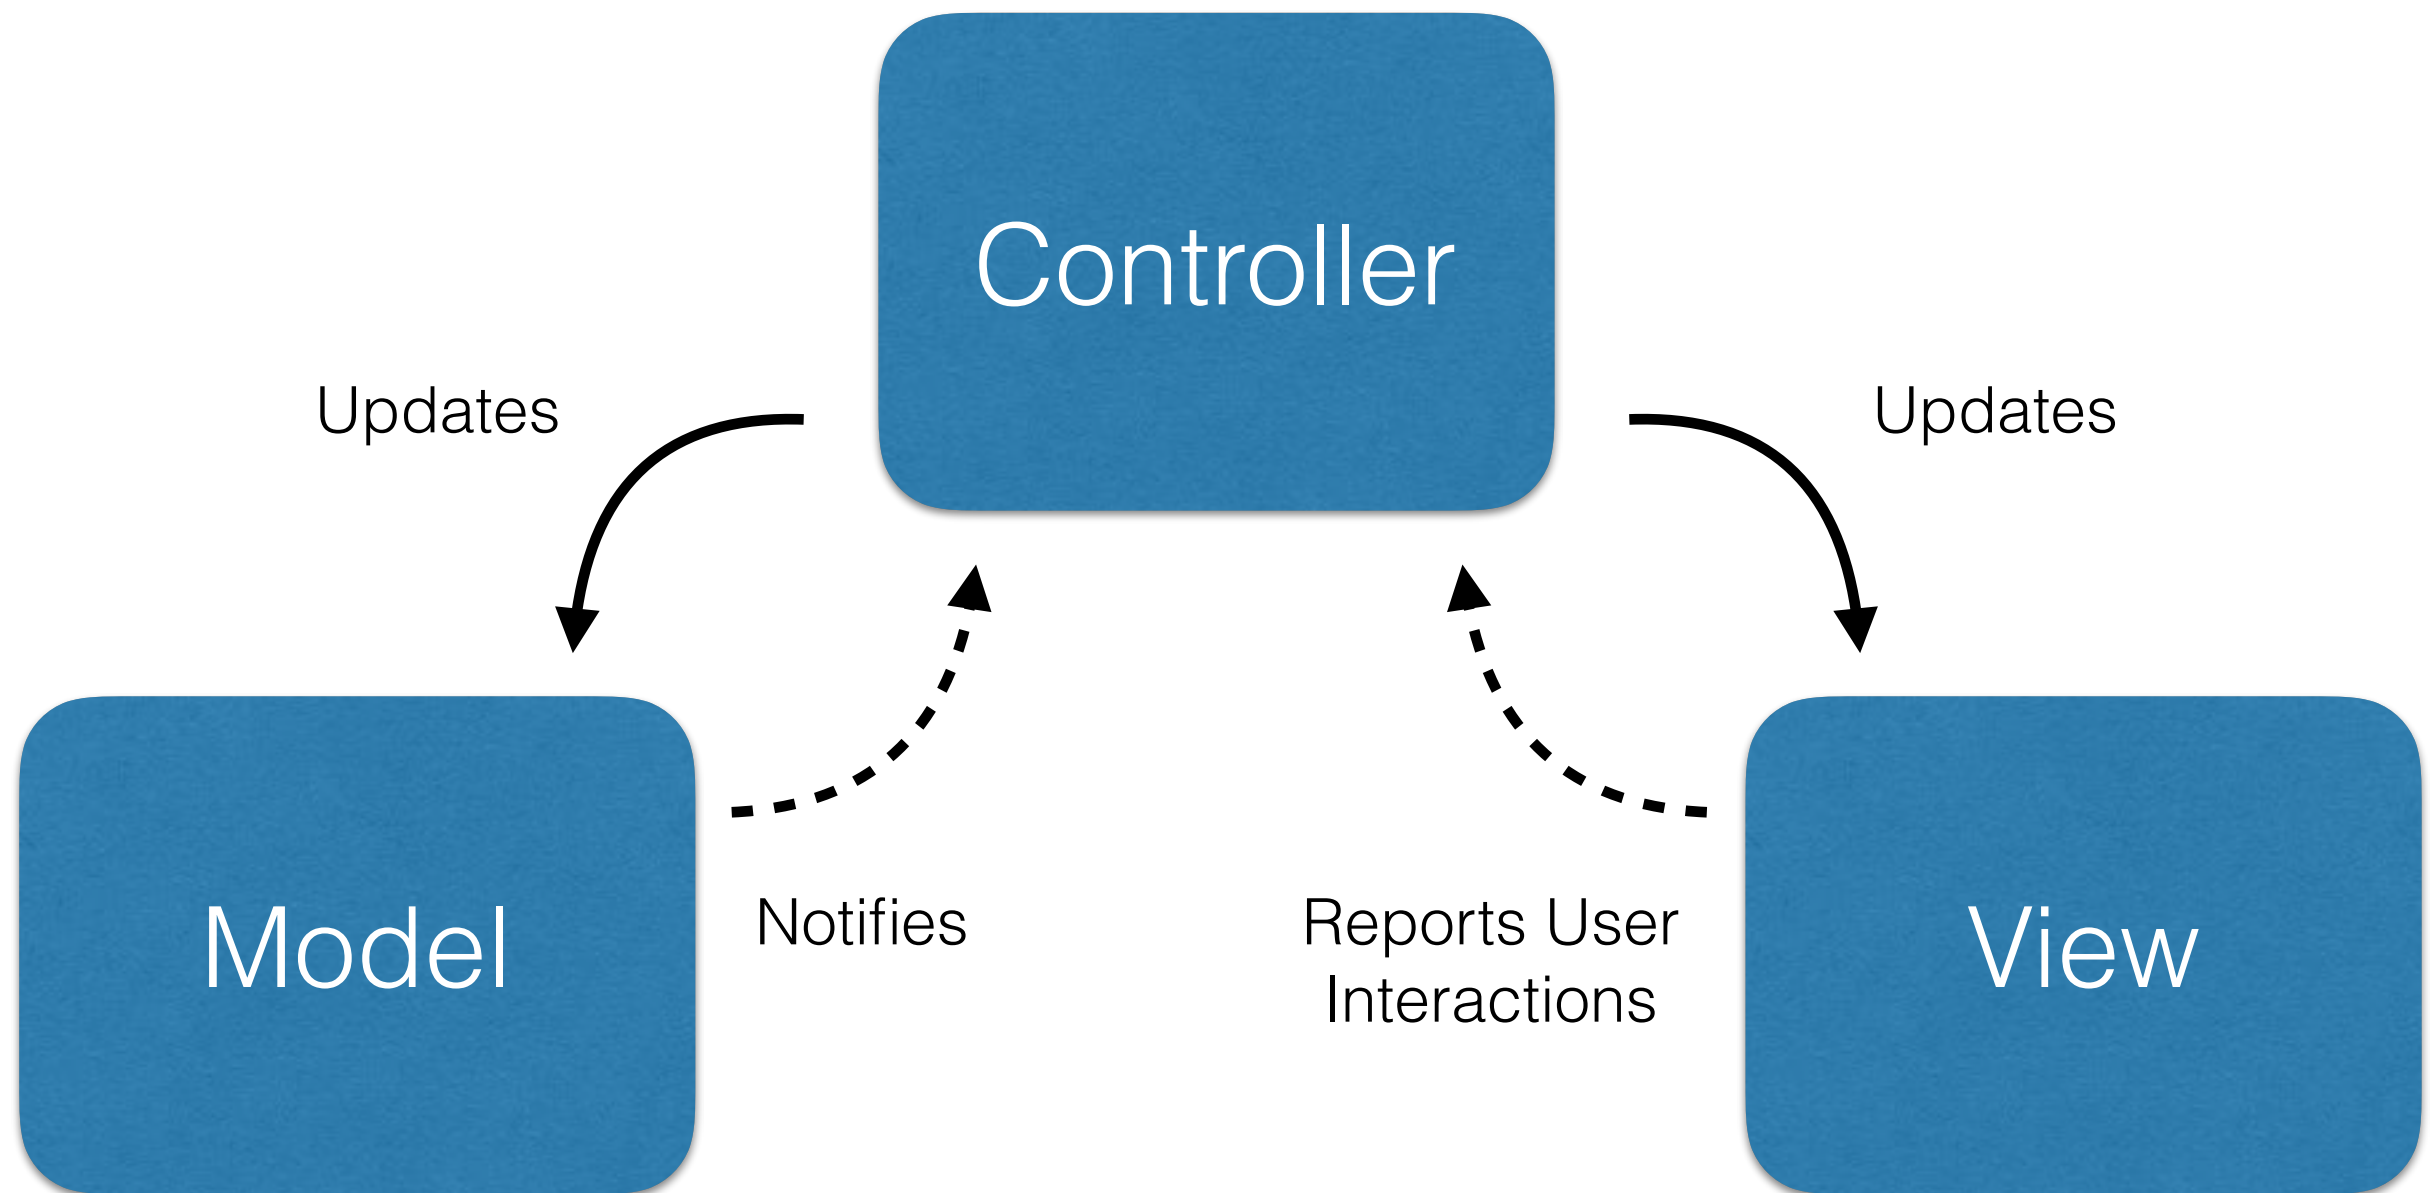 Controller
Updates
Updates
Model
Notifies
Reports User
Interactions
View